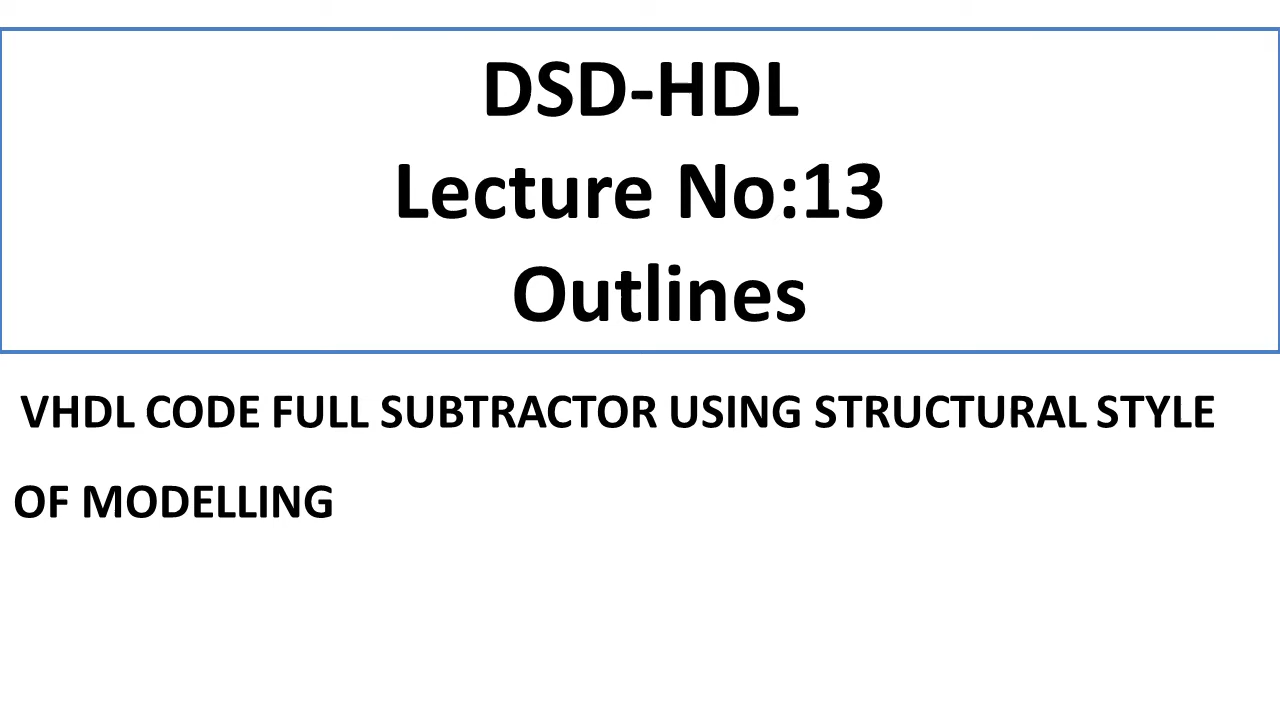 DSD-HDL
Lecture No:13
Outlines
VHDL CODE FULL SUBTRACTOR USING STRUCTURAL STYLE
OF MODELLING